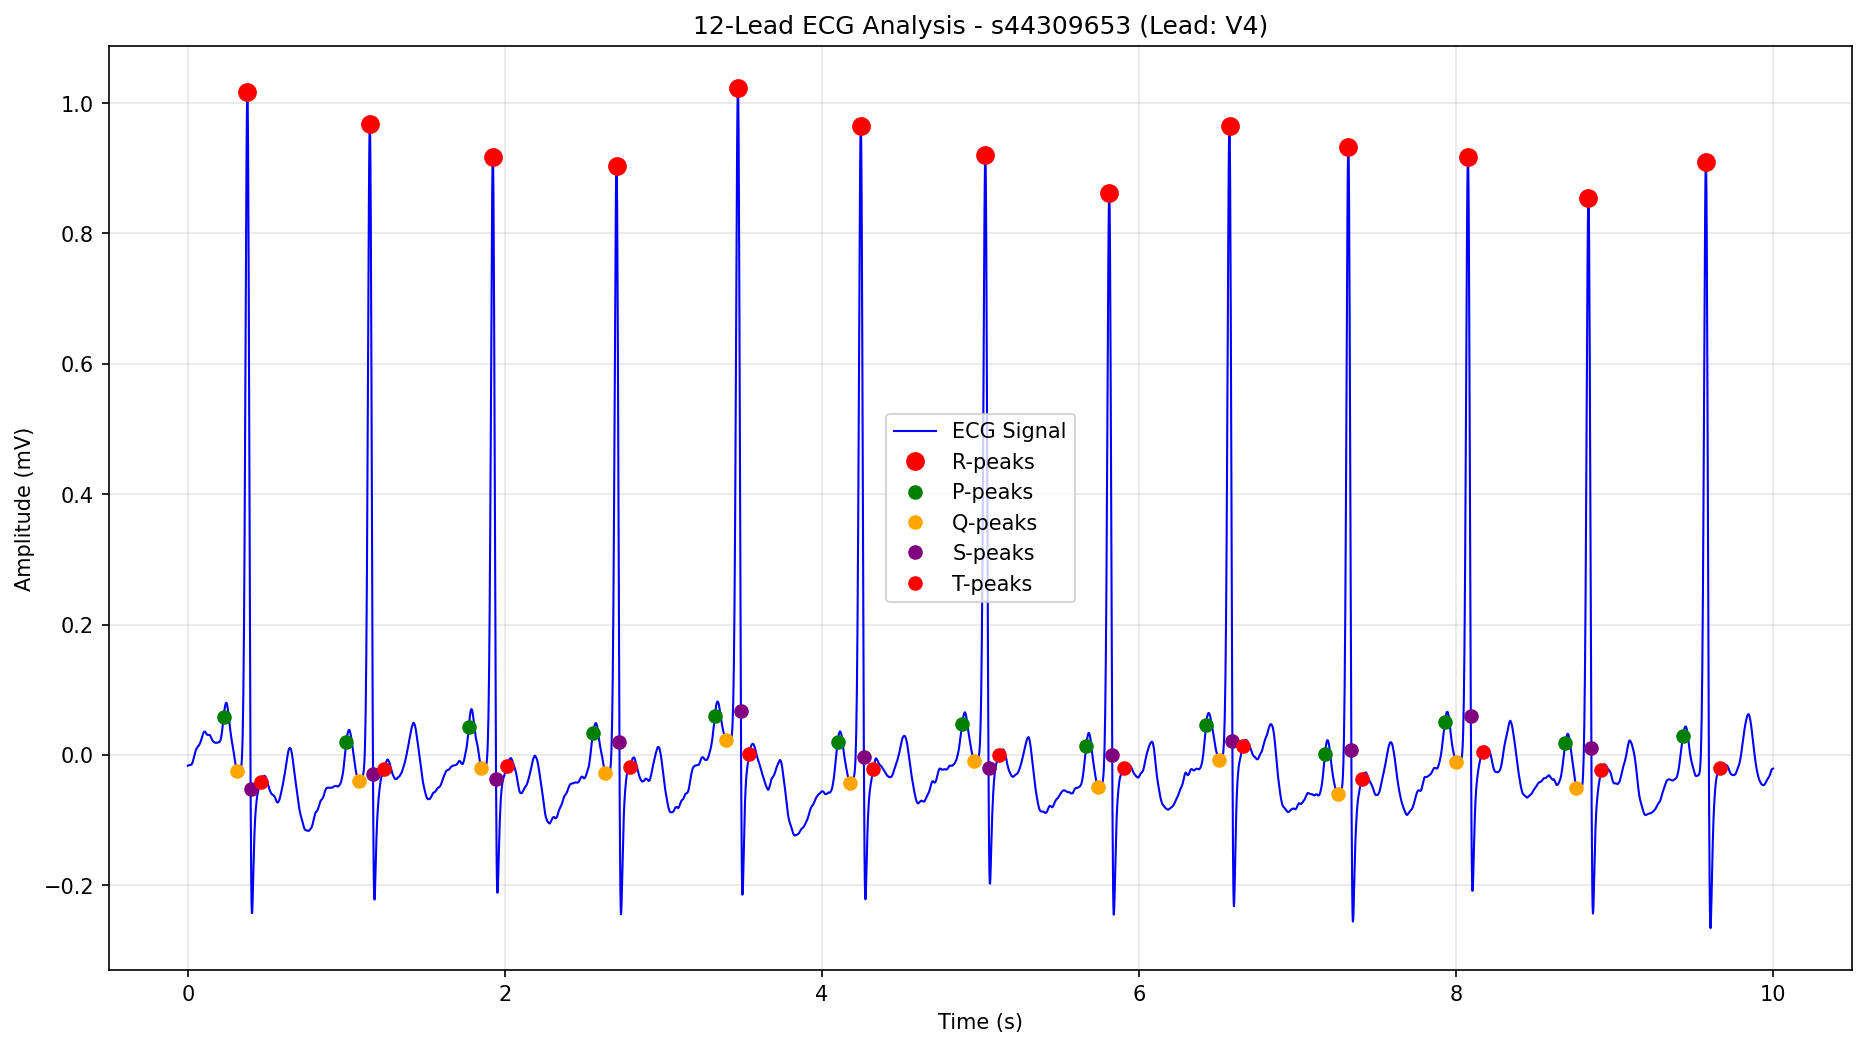 12-Lead ECG Analysis - s44309653 (Lead: V4)
Amplitude (mV)
1.0
0.8
0.6
0.4
0.2
0.0
−0.2
ECG Signal
R-peaks
P-peaks
Q-peaks
S-peaks
T-peaks
0 2 4 6 8 10
Time (s)